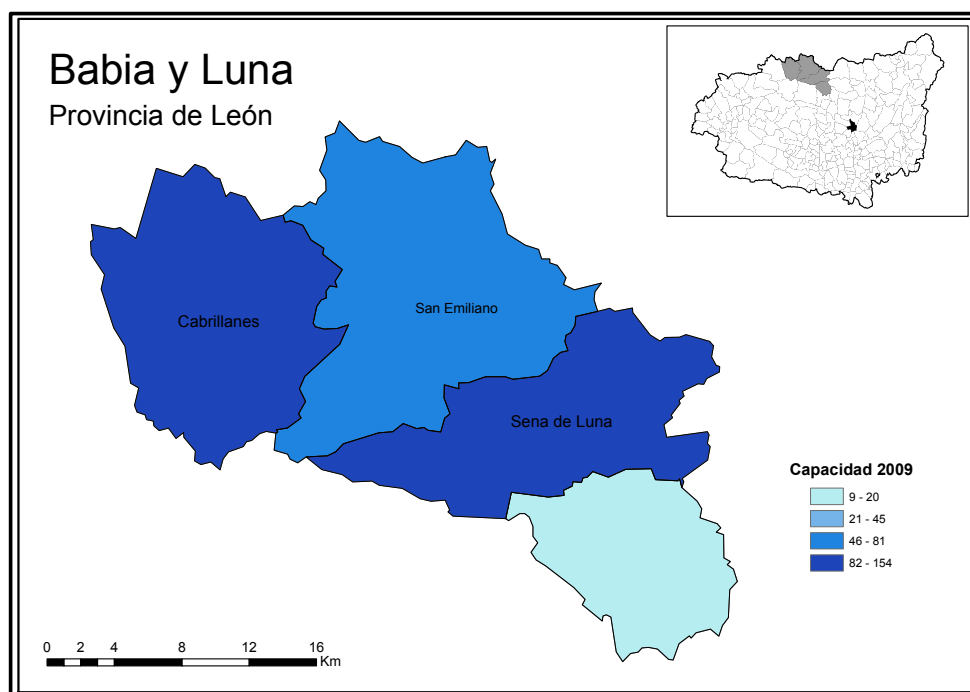 Babia y Luna
Provincia de León
Cabrillanes
San Emiliano
Sena de Luna
Capacidad 2009
9 - 20
21 - 45
46 - 81
82 - 154
0 2 4 8 12 16
Km